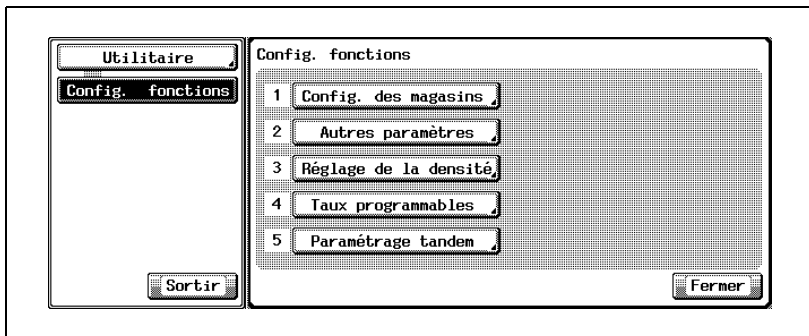 Utilitaire
Config. fonctions
Sortir
Config. fonctions
1 Config. des magasins
2 Autres paramètres
3 Réglage de la densité
4 Taux programmables
5 Paramétrage tandem
Fermer